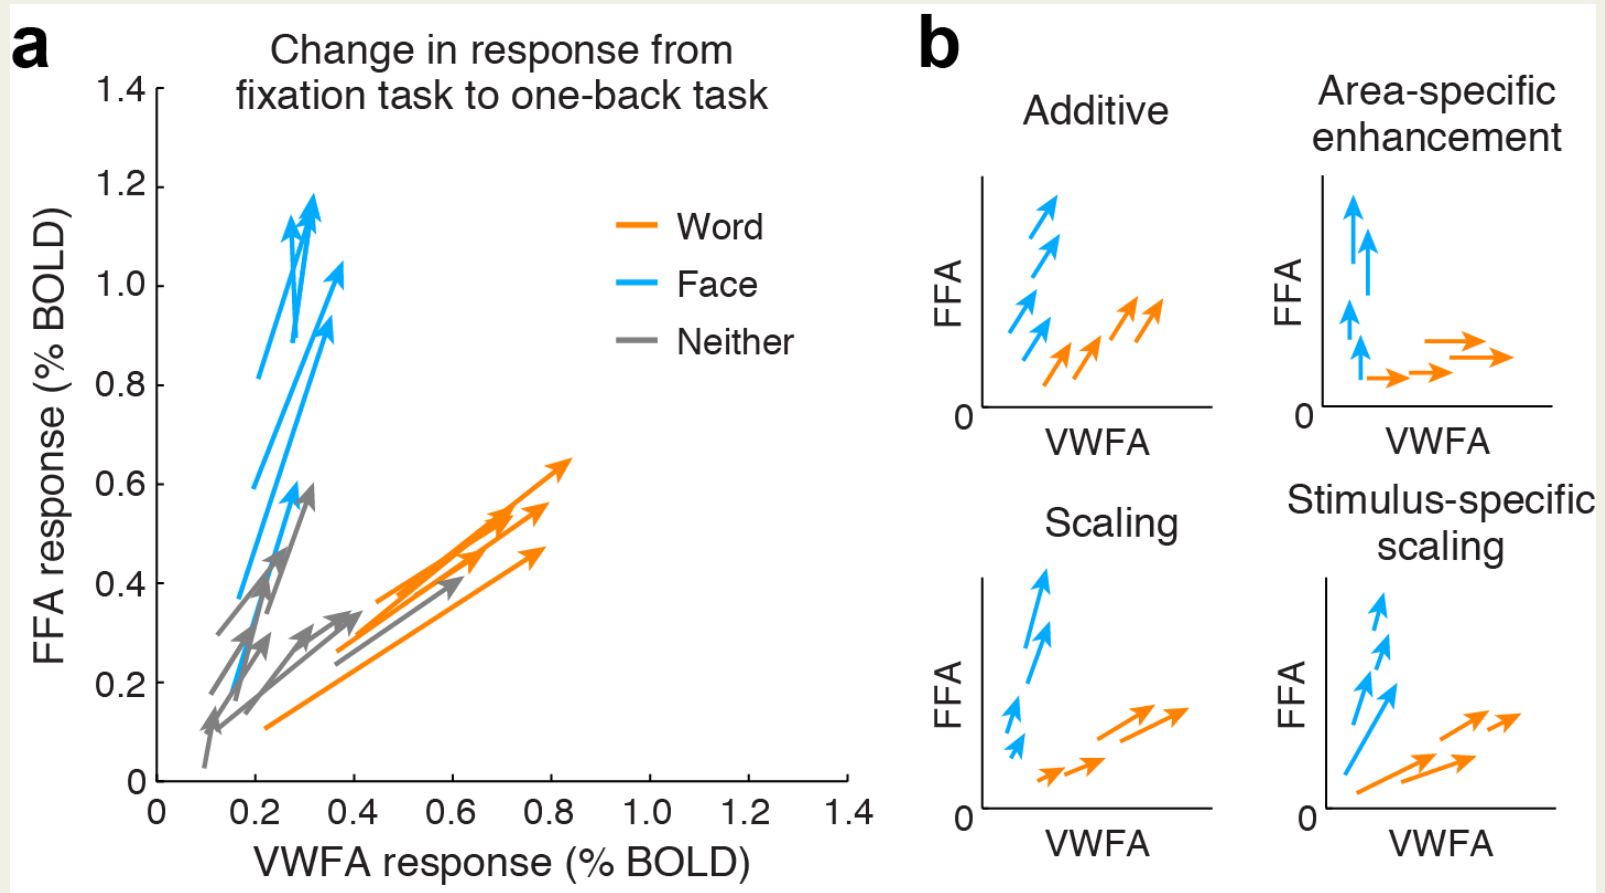 a
Change in response from
fixation task to one-back task
1.4
1.2
1.0
0.8
0.6
0.4
0.2
0
FFA response (% BOLD)
Word
Face
Neither
0 0.2 0.4 0.6 0.8 1.0 1.2 1.4
VWFA response (% BOLD)
b
Additive
FFA
0
VWFA
Area-specific
enhancement
FFA
0
VWFA
Scaling
FFA
0
VWFA
Stimulus-specific
scaling
FFA
0
VWFA